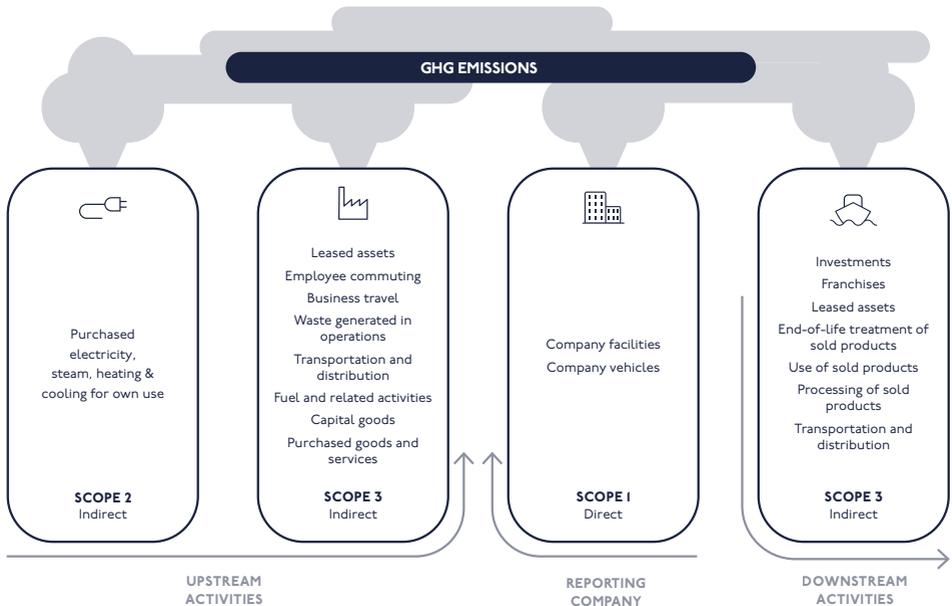 GHG EMISSIONS
Purchased
electricity,
steam, heating &
cooling for own use
SCOPE 2
Indirect
Leased assets
Employee commuting
Business travel
Waste generated in
operations
Transportation and
distribution
Fuel and related activities
Capital goods
Purchased goods and
services
SCOPE 3
Indirect
Company facilities
Company vehicles
SCOPE 1
Direct
Investments
Franchises
Leased assets
End-of-life treatment of
sold products
Use of sold products
Processing of sold
products
Transportation and
distribution
SCOPE 3
Indirect
UPSTREAM
ACTIVITIES
REPORTING
COMPANY
DOWNSTREAM
ACTIVITIES